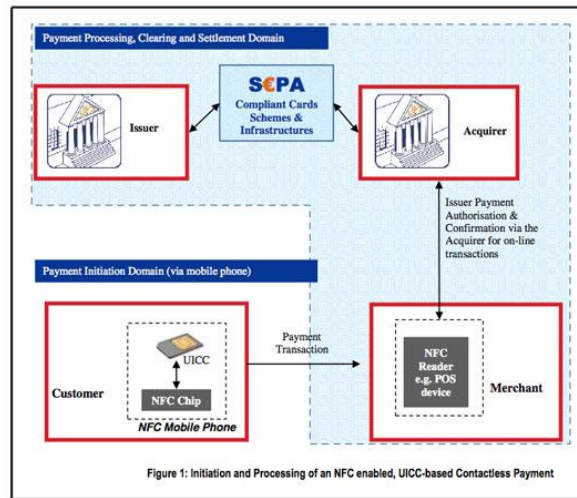 Payment Processing, Clearing and Settlement Domain
S€PA
Compliant Cards
Schemes &
Infrastructures
Issuer
Acquirer
Issuer Payment
Authorisation &
Confirmation via the
Acquirer for on-line
transactions
Payment Initiation Domain (via mobile phone)
Customer
UICC
NFC Chip
NFC Mobile Phone
Payment
Transaction
NFC
Reader
e.g. POS
device
Merchant
Figure 1: Initiation and Processing of an NFC enabled, UICC-based Contactless Payment